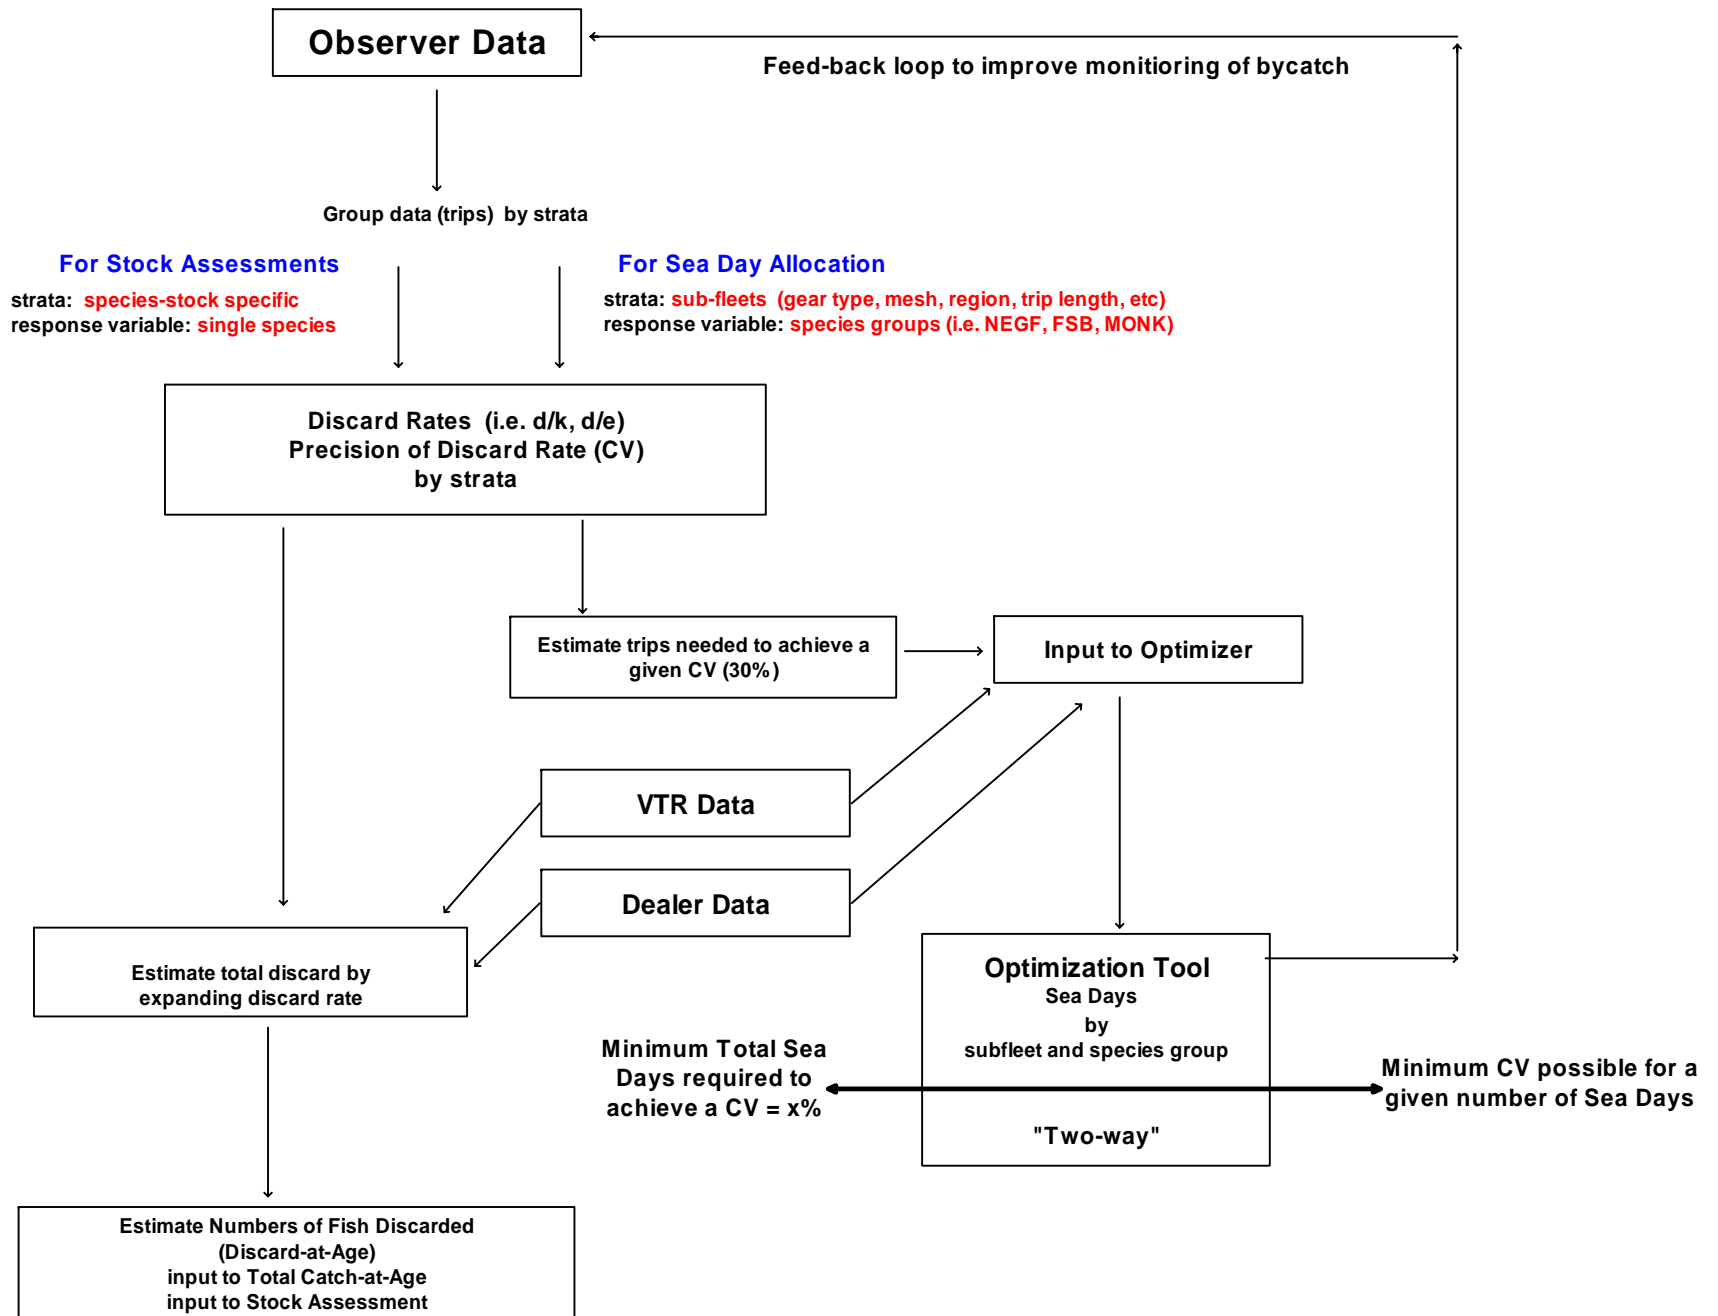 Observer Data
Feed-back loop to improve monitioring of bycatch
Group data (trips) by strata
For Stock Assessments
strata: species-stock specific
response variable: single species
For Sea Day Allocation
strata: sub-fleets (gear type, mesh, region, trip length, etc)
response variable: species groups (i.e. NEGF, FSB, MONK)
Discard Rates (i.e. d/k, d/e)
Precision of Discard Rate (CV)
by strata
Estimate trips needed to achieve a
given CV (30%)
Input to Optimizer
VTR Data
Dealer Data
Estimate total discard by
expanding discard rate
Optimization Tool
Sea Days
by
subfleet and species group
"Two-way"
Minimum Total Sea
Days required to
achieve a CV = x%
Minimum CV possible for a
given number of Sea Days
Estimate Numbers of Fish Discarded
(Discard-at-Age)
input to Total Catch-at-Age
input to Stock Assessment